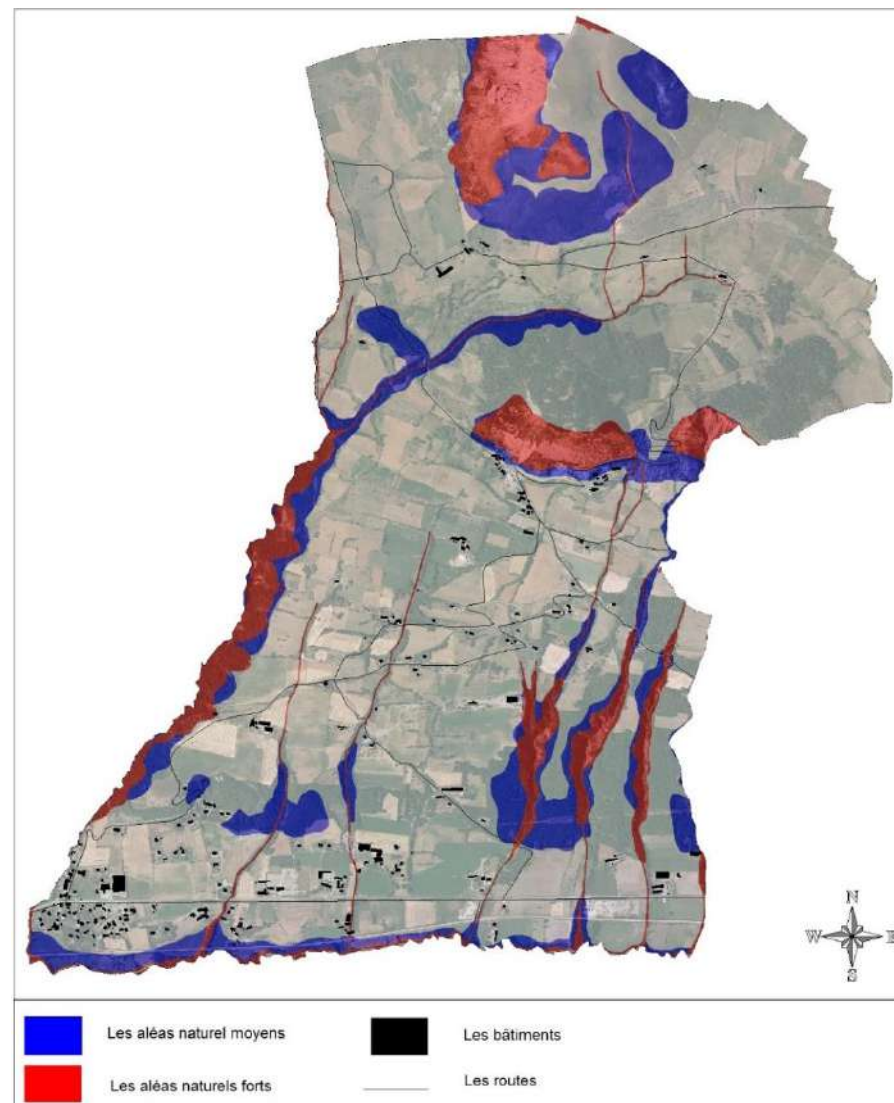 N
W E
S
Les aléas naturel moyens
Les bâtiments
Les aléas naturels forts
Les routes